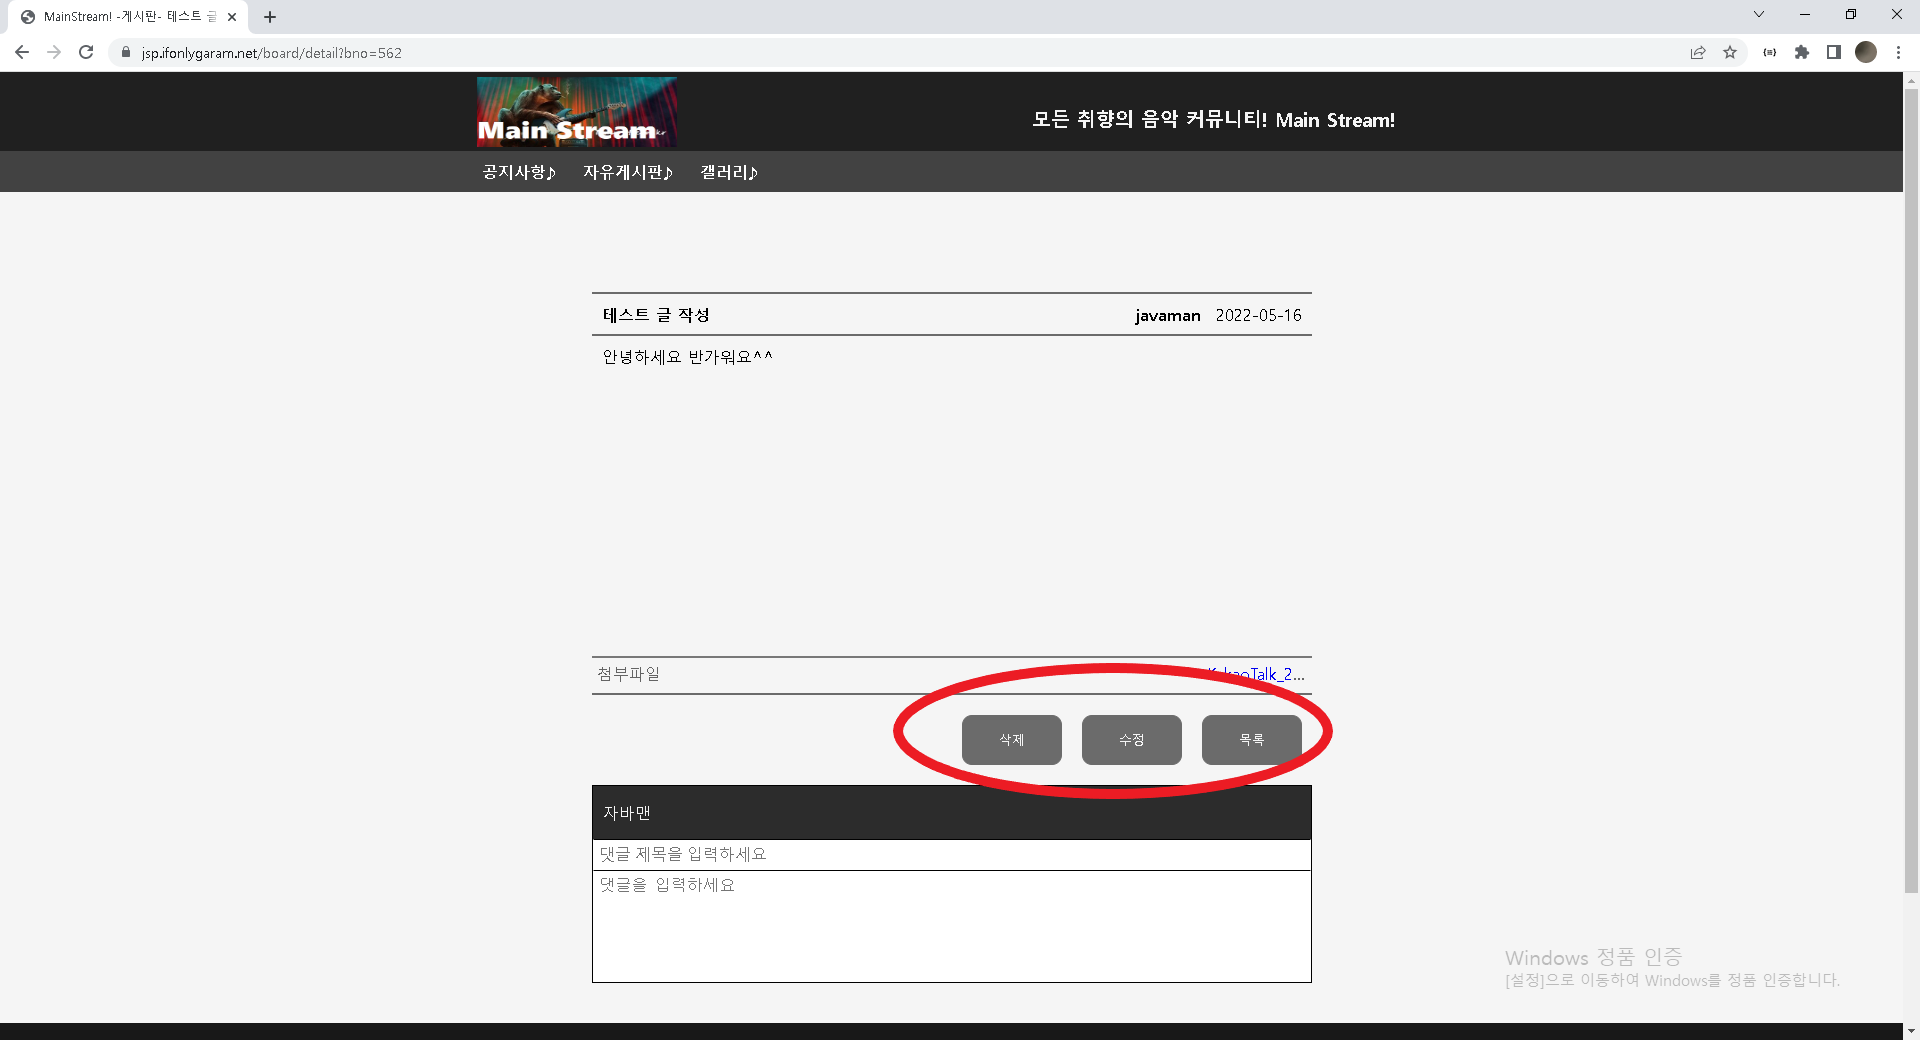 MainStream! -게시판- 테스트 글
jsp.ifonlygaram.net/board/detail?bno=562
Main Stream
모든 취향의 음악 커뮤니티! Main Stream!
공지사항♪ 자유게시판♪ 갤러리♪
테스트 글 작성 javaman 2022-05-16
안녕하세요 반가워요^^
첨부파일 KakaoTalk_2...
삭제 수정 목록
자바맨
댓글 제목을 입력하세요
댓글을 입력하세요
Windows 정품 인증
[설정]으로 이동하여 Windows를 정품 인증합니다.